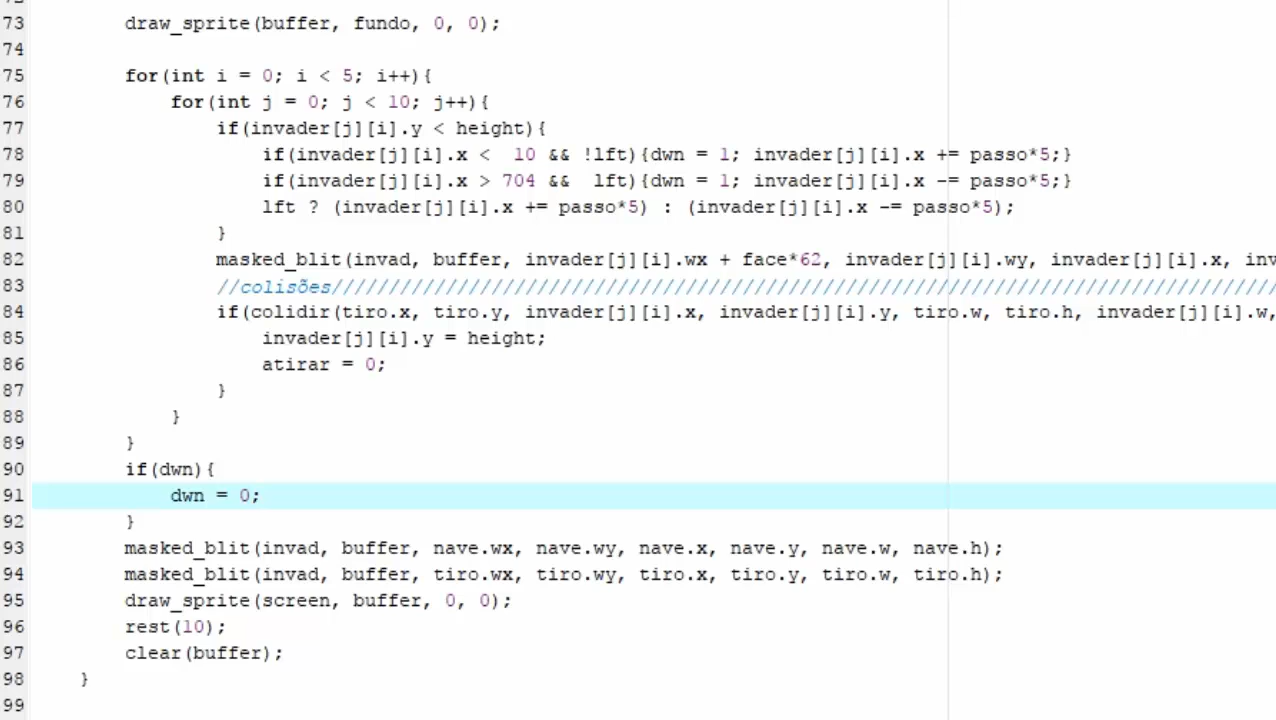 73 draw_sprite(buffer, fundo, 0, 0);
74
75 for(int i = 0; i < 5; i++){
76 for(int j = 0; j < 10; j++){
77 if(invader[j][i].y < height){
78 if(invader[j][i].x <  10 && !lft){dwn = 1; invader[j][i].x += passo*5;}
79 if(invader[j][i].x > 704 &&  lft){dwn = 1; invader[j][i].x -= passo*5;}
80 lft ? (invader[j][i].x += passo*5) : (invader[j][i].x -= passo*5);
81 }
82 masked_blit(invad, buffer, invader[j][i].wx + face*62, invader[j][i].wy, invader[j][i].x, inv
83 //colisões///////////////////////////////////////////////////////////////////////////////////
84 if(colidir(tiro.x, tiro.y, invader[j][i].x, invader[j][i].y, tiro.w, tiro.h, invader[j][i].w,
85 invader[j][i].y = height;
86 atirar = 0;
87 }
88 }
89 }
90 if(dwn){
91 dwn = 0;
92 }
93 masked_blit(invad, buffer, nave.wx, nave.wy, nave.x, nave.y, nave.w, nave.h);
94 masked_blit(invad, buffer, tiro.wx, tiro.wy, tiro.x, tiro.y, tiro.w, tiro.h);
95 draw_sprite(screen, buffer, 0, 0);
96 rest(10);
97 clear(buffer);
98 }
99